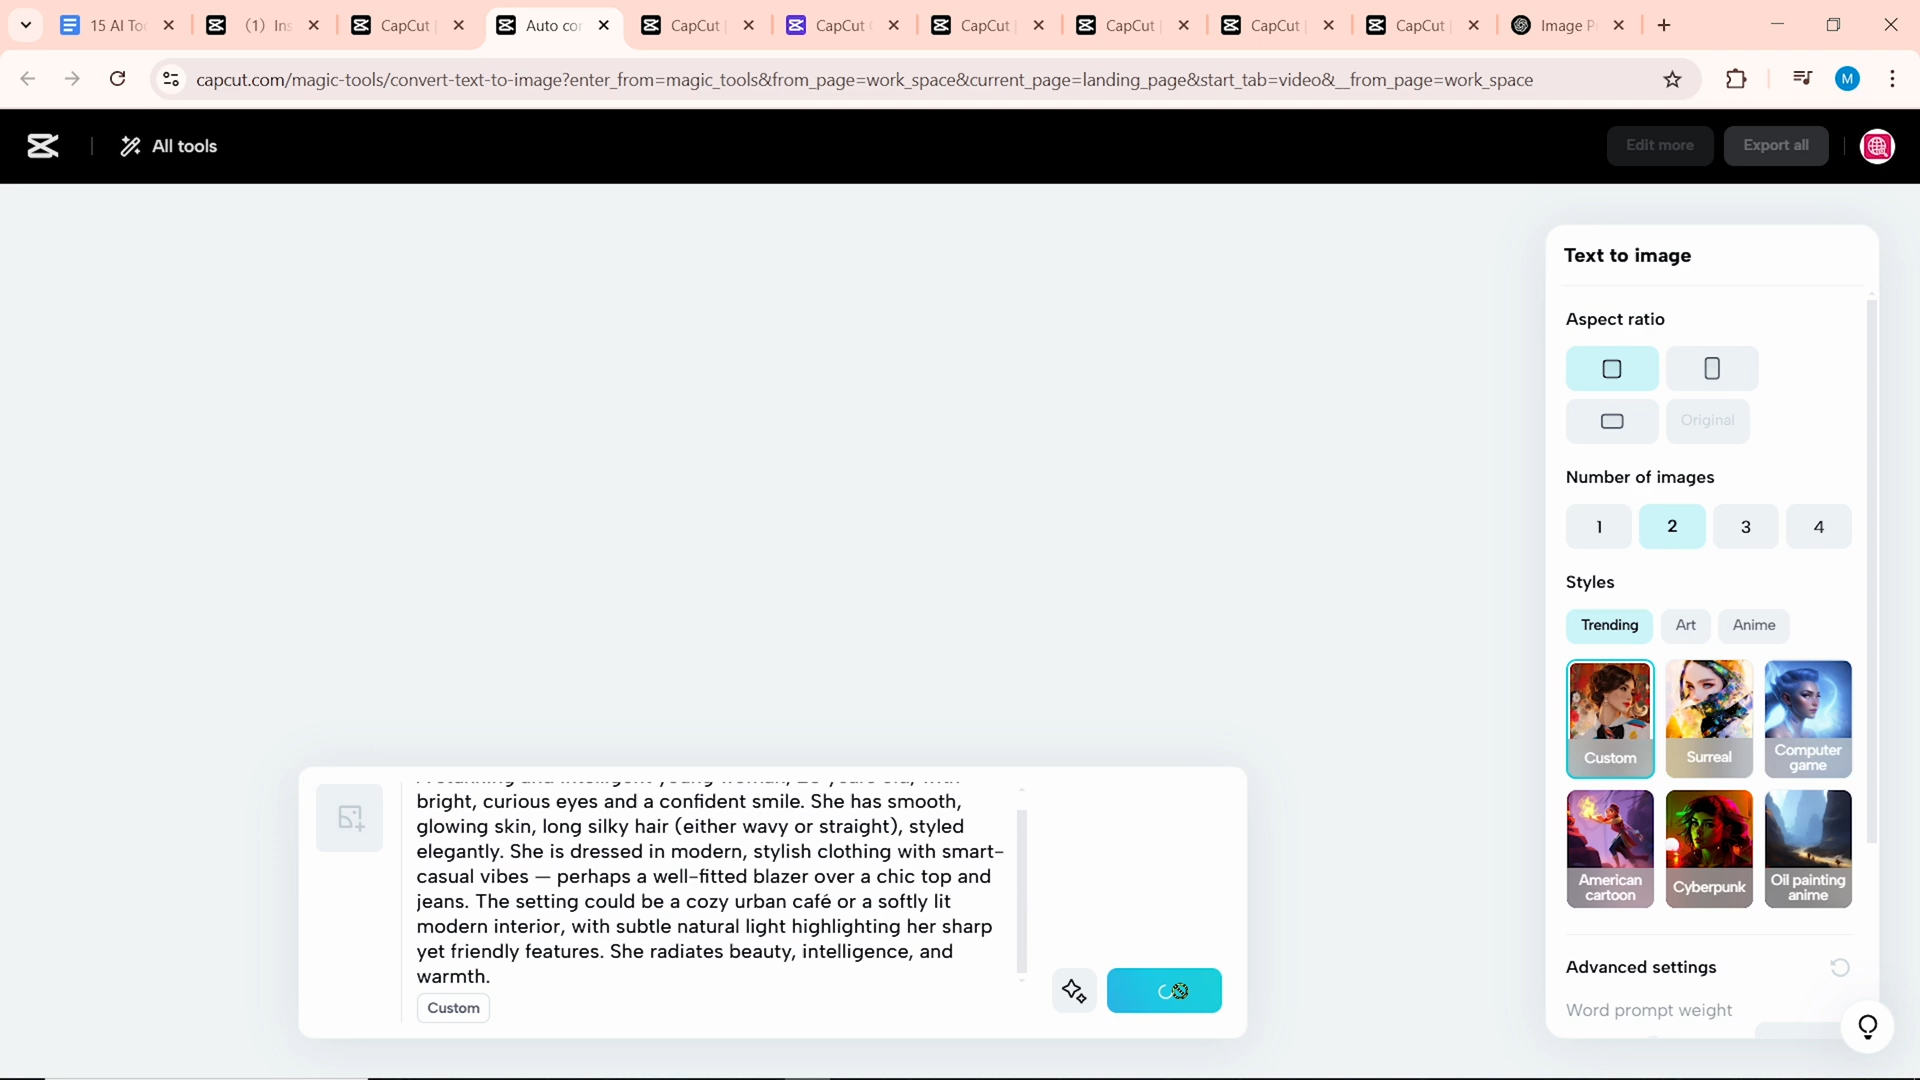 15 AI To
(1) Ins
CapCut
Auto cor
CapCut
CapCut
CapCut
CapCut
CapCut
CapCut
Image P
capcut.com/magic-tools/convert-text-to-image?enter_from=magic_tools&from_page=work_space&current_page=landing_page&start_tab=video&__from_page=work_space
M
All tools
Edit more
Export all
Text to image
Aspect ratio
Original
Number of images
1
2
3
4
Styles
Trending
Art
Anime
Custom
Surreal
Computer
game
American
cartoon
Cyberpunk
Oil painting
anime
Advanced settings
Word prompt weight
bright, curious eyes and a confident smile. She has smooth,
glowing skin, long silky hair (either wavy or straight), styled
elegantly. She is dressed in modern, stylish clothing with smart-
casual vibes — perhaps a well-fitted blazer over a chic top and
jeans. The setting could be a cozy urban café or a softly lit
modern interior, with subtle natural light highlighting her sharp
yet friendly features. She radiates beauty, intelligence, and
warmth.
Custom